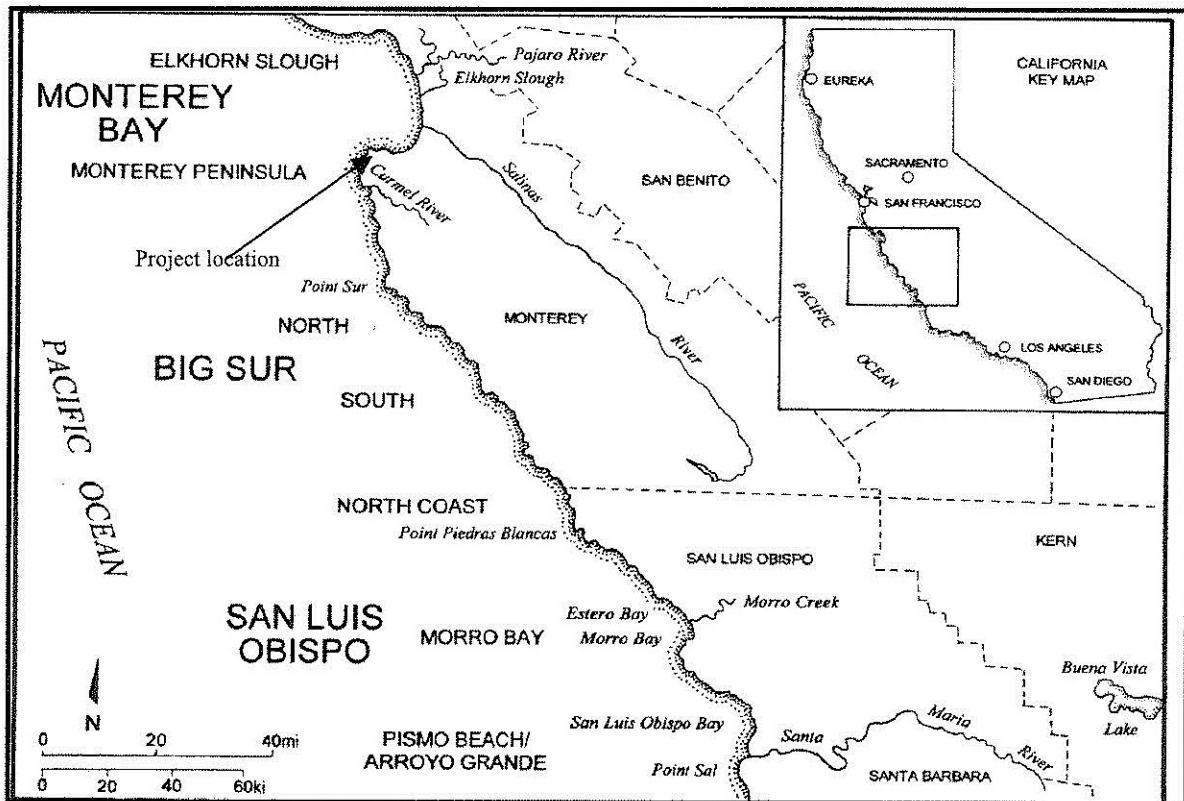 ELKHORN SLOUGH
MONTEREY
BAY
MONTEREY PENINSULA
Project location
Pajaro River
Elkhorn Slough
Carmel River
Salinas
River
SAN BENITO
Point Sur
NORTH
MONTEREY
BIG SUR
SOUTH
PACIFIC OCEAN
NORTH COAST
Point Piedras Blancas
SAN LUIS OBISPO
KERN
Estero Bay
Morro Creek
SAN LUIS
OBISPO
MORRO BAY
Morro Bay
Buena Vista
Lake
San Luis Obispo Bay
Santa Maria River
PISMO BEACH/
ARROYO GRANDE
Point Sal
SANTA BARBARA
N
0 20 40mi
0 20 40 60ki
CALIFORNIA
KEY MAP
EUREKA
SACRAMENTO
SAN FRANCISCO
PACIFIC
OCEAN
LOS ANGELES
SAN DIEGO